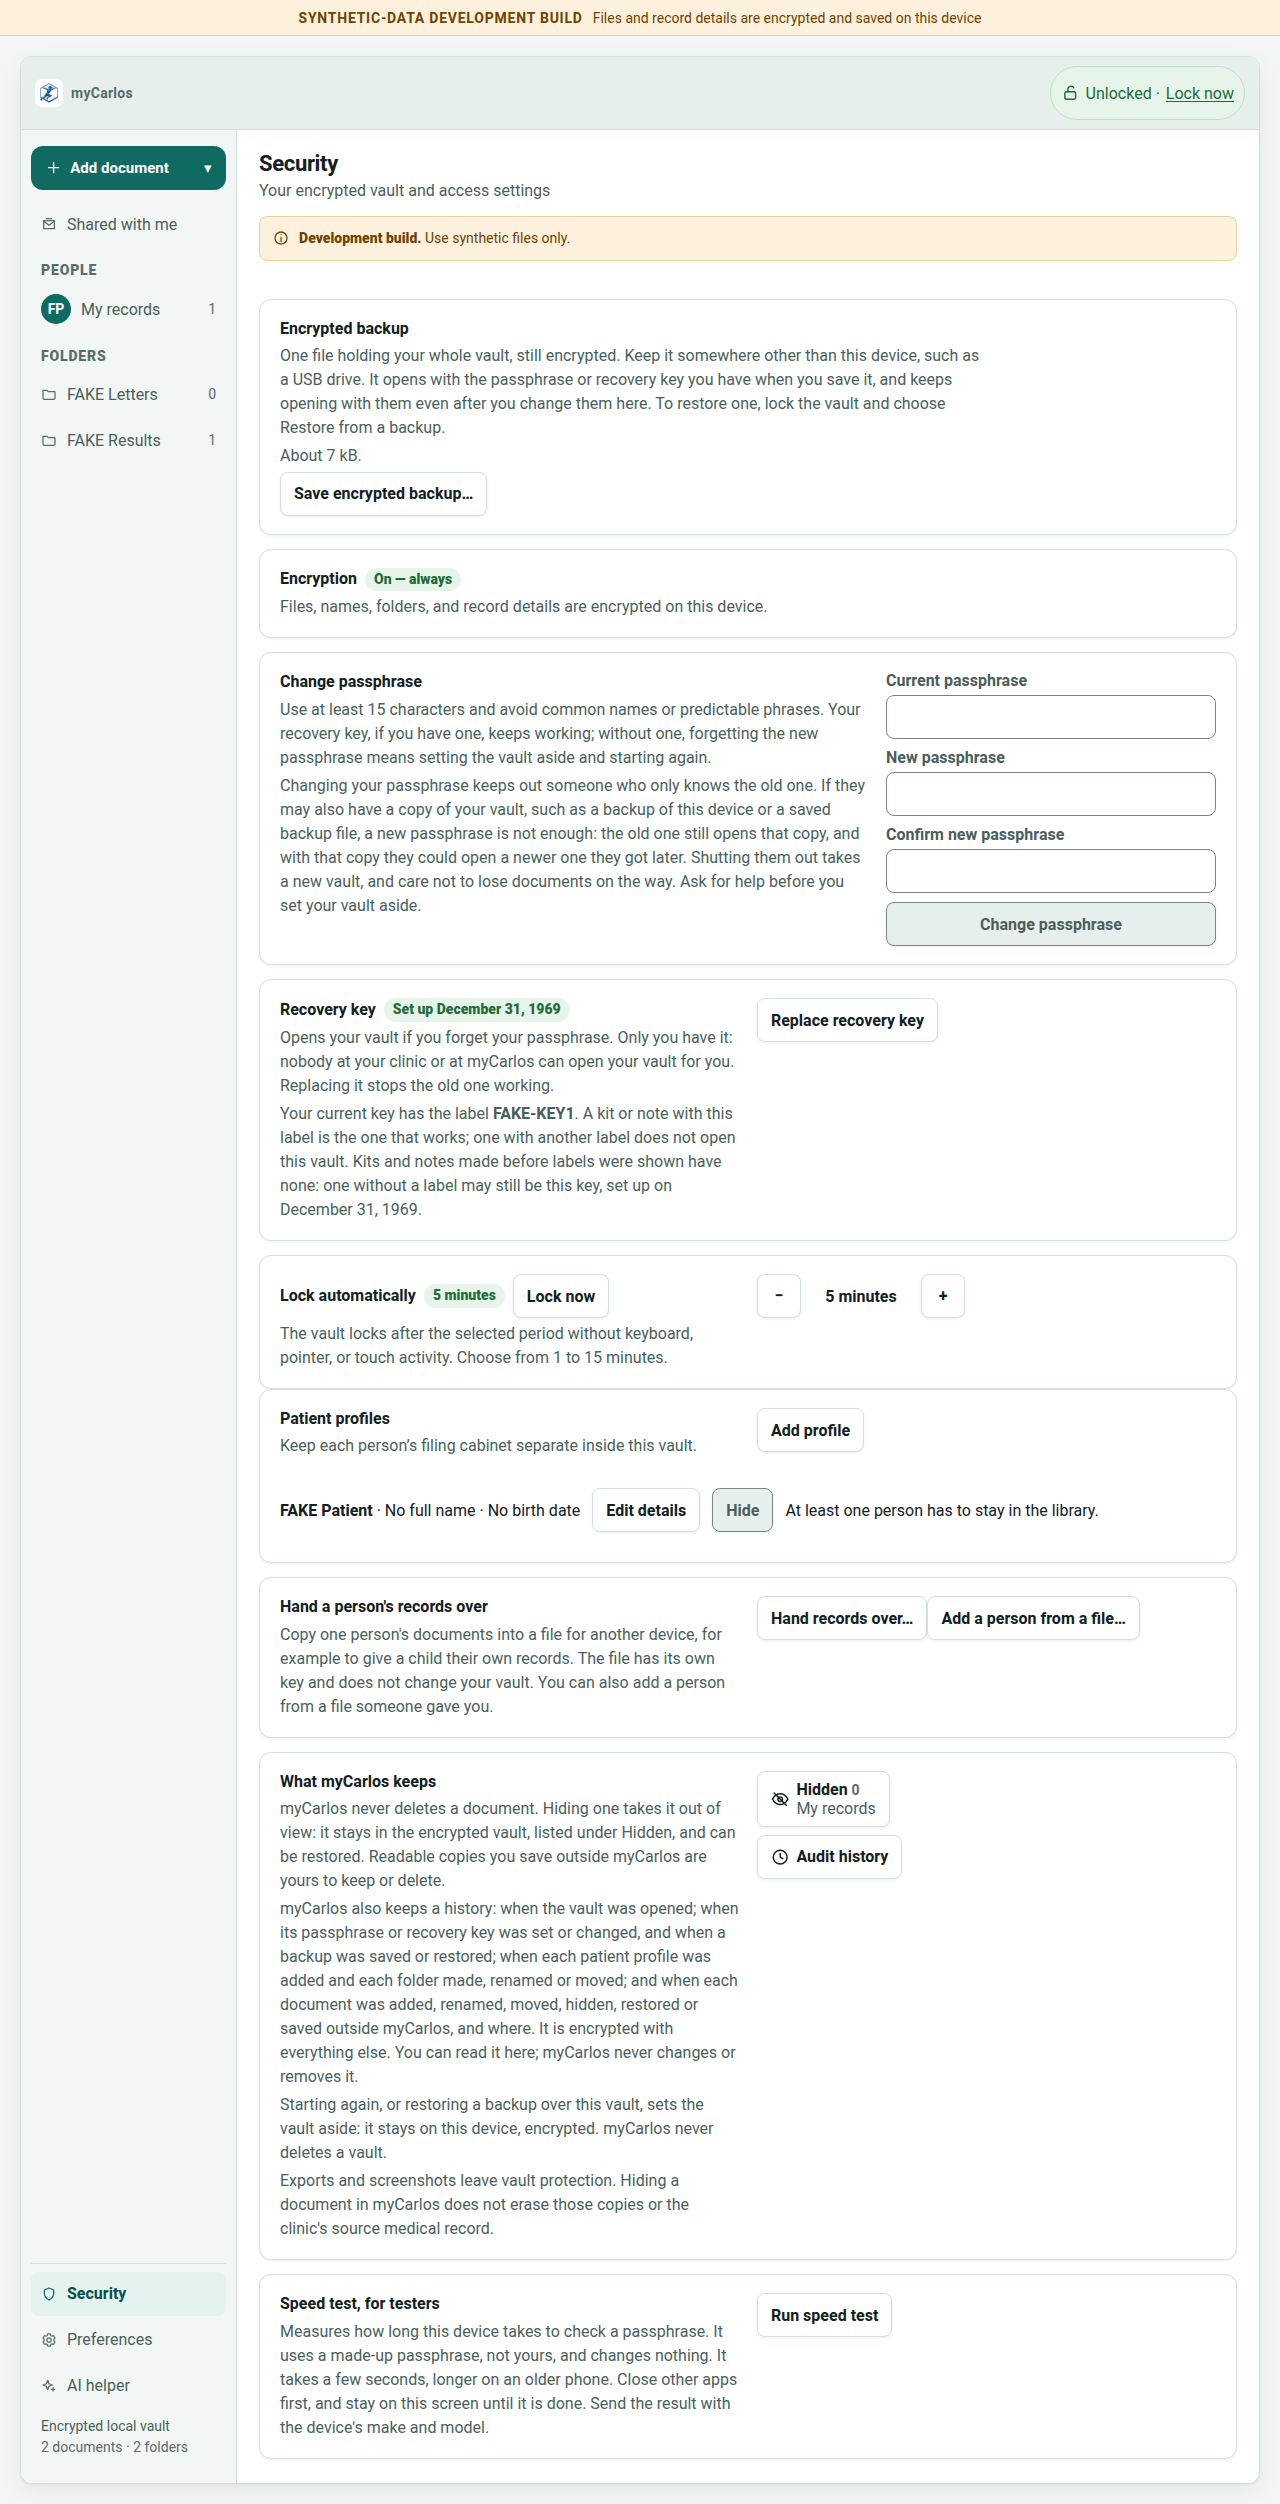 SYNTHETIC-DATA DEVELOPMENT BUILD Files and record details are encrypted and saved on this device
myCarlos
Unlocked · Lock now
Add document
Shared with me
PEOPLE
FP My records 1
FOLDERS
FAKE Letters 0
FAKE Results 1
Security
Your encrypted vault and access settings
Development build. Use synthetic files only.
Encrypted backup
One file holding your whole vault, still encrypted. Keep it somewhere other than this device, such as
a USB drive. It opens with the passphrase or recovery key you have when you save it, and keeps
opening with them even after you change them here. To restore one, lock the vault and choose
Restore from a backup.
About 7 kB.
Save encrypted backup...
Encryption On — always
Files, names, folders, and record details are encrypted on this device.
Change passphrase
Use at least 15 characters and avoid common names or predictable phrases. Your
recovery key, if you have one, keeps working; without one, forgetting the new
passphrase means setting the vault aside and starting again.
Changing your passphrase keeps out someone who only knows the old one. If they
may also have a copy of your vault, such as a backup of this device or a saved
backup file, a new passphrase is not enough: the old one still opens that copy, and
with that copy they could open a newer one they got later. Shutting them out takes
a new vault, and care not to lose documents on the way. Ask for help before you
set your vault aside.
Current passphrase
New passphrase
Confirm new passphrase
Change passphrase
Recovery key Set up December 31, 1969
Opens your vault if you forget your passphrase. Only you have it:
nobody at your clinic or at myCarlos can open your vault for you.
Replacing it stops the old one working.
Your current key has the label FAKE-KEY1. A kit or note with this
label is the one that works; one with another label does not open
this vault. Kits and notes made before labels were shown have
none: one without a label may still be this key, set up on
December 31, 1969.
Replace recovery key
Lock automatically 5 minutes Lock now
The vault locks after the selected period without keyboard,
pointer, or touch activity. Choose from 1 to 15 minutes.
− 5 minutes +
Patient profiles
Keep each person’s filing cabinet separate inside this vault.
Add profile
FAKE Patient · No full name · No birth date Edit details Hide At least one person has to stay in the library.
Hand a person's records over
Copy one person's documents into a file for another device, for
example to give a child their own records. The file has its own
key and does not change your vault. You can also add a person
from a file someone gave you.
Hand records over... Add a person from a file...
What myCarlos keeps
myCarlos never deletes a document. Hiding one takes it out of
view: it stays in the encrypted vault, listed under Hidden, and can
be restored. Readable copies you save outside myCarlos are
yours to keep or delete.
myCarlos also keeps a history: when the vault was opened; when
its passphrase or recovery key was set or changed, and when a
backup was saved or restored; when each patient profile was
added and each folder made, renamed or moved; and when each
document was added, renamed, moved, hidden, restored or
saved outside myCarlos, and where. It is encrypted with
everything else. You can read it here; myCarlos never changes or
removes it.
Starting again, or restoring a backup over this vault, sets the
vault aside: it stays on this device, encrypted. myCarlos never
deletes a vault.
Exports and screenshots leave vault protection. Hiding a
document in myCarlos does not erase those copies or the
clinic's source medical record.
Hidden 0
My records
Audit history
Speed test, for testers
Measures how long this device takes to check a passphrase. It
uses a made-up passphrase, not yours, and changes nothing. It
takes a few seconds, longer on an older phone. Close other apps
first, and stay on this screen until it is done. Send the result with
the device's make and model.
Run speed test
Security
Preferences
AI helper
Encrypted local vault
2 documents · 2 folders